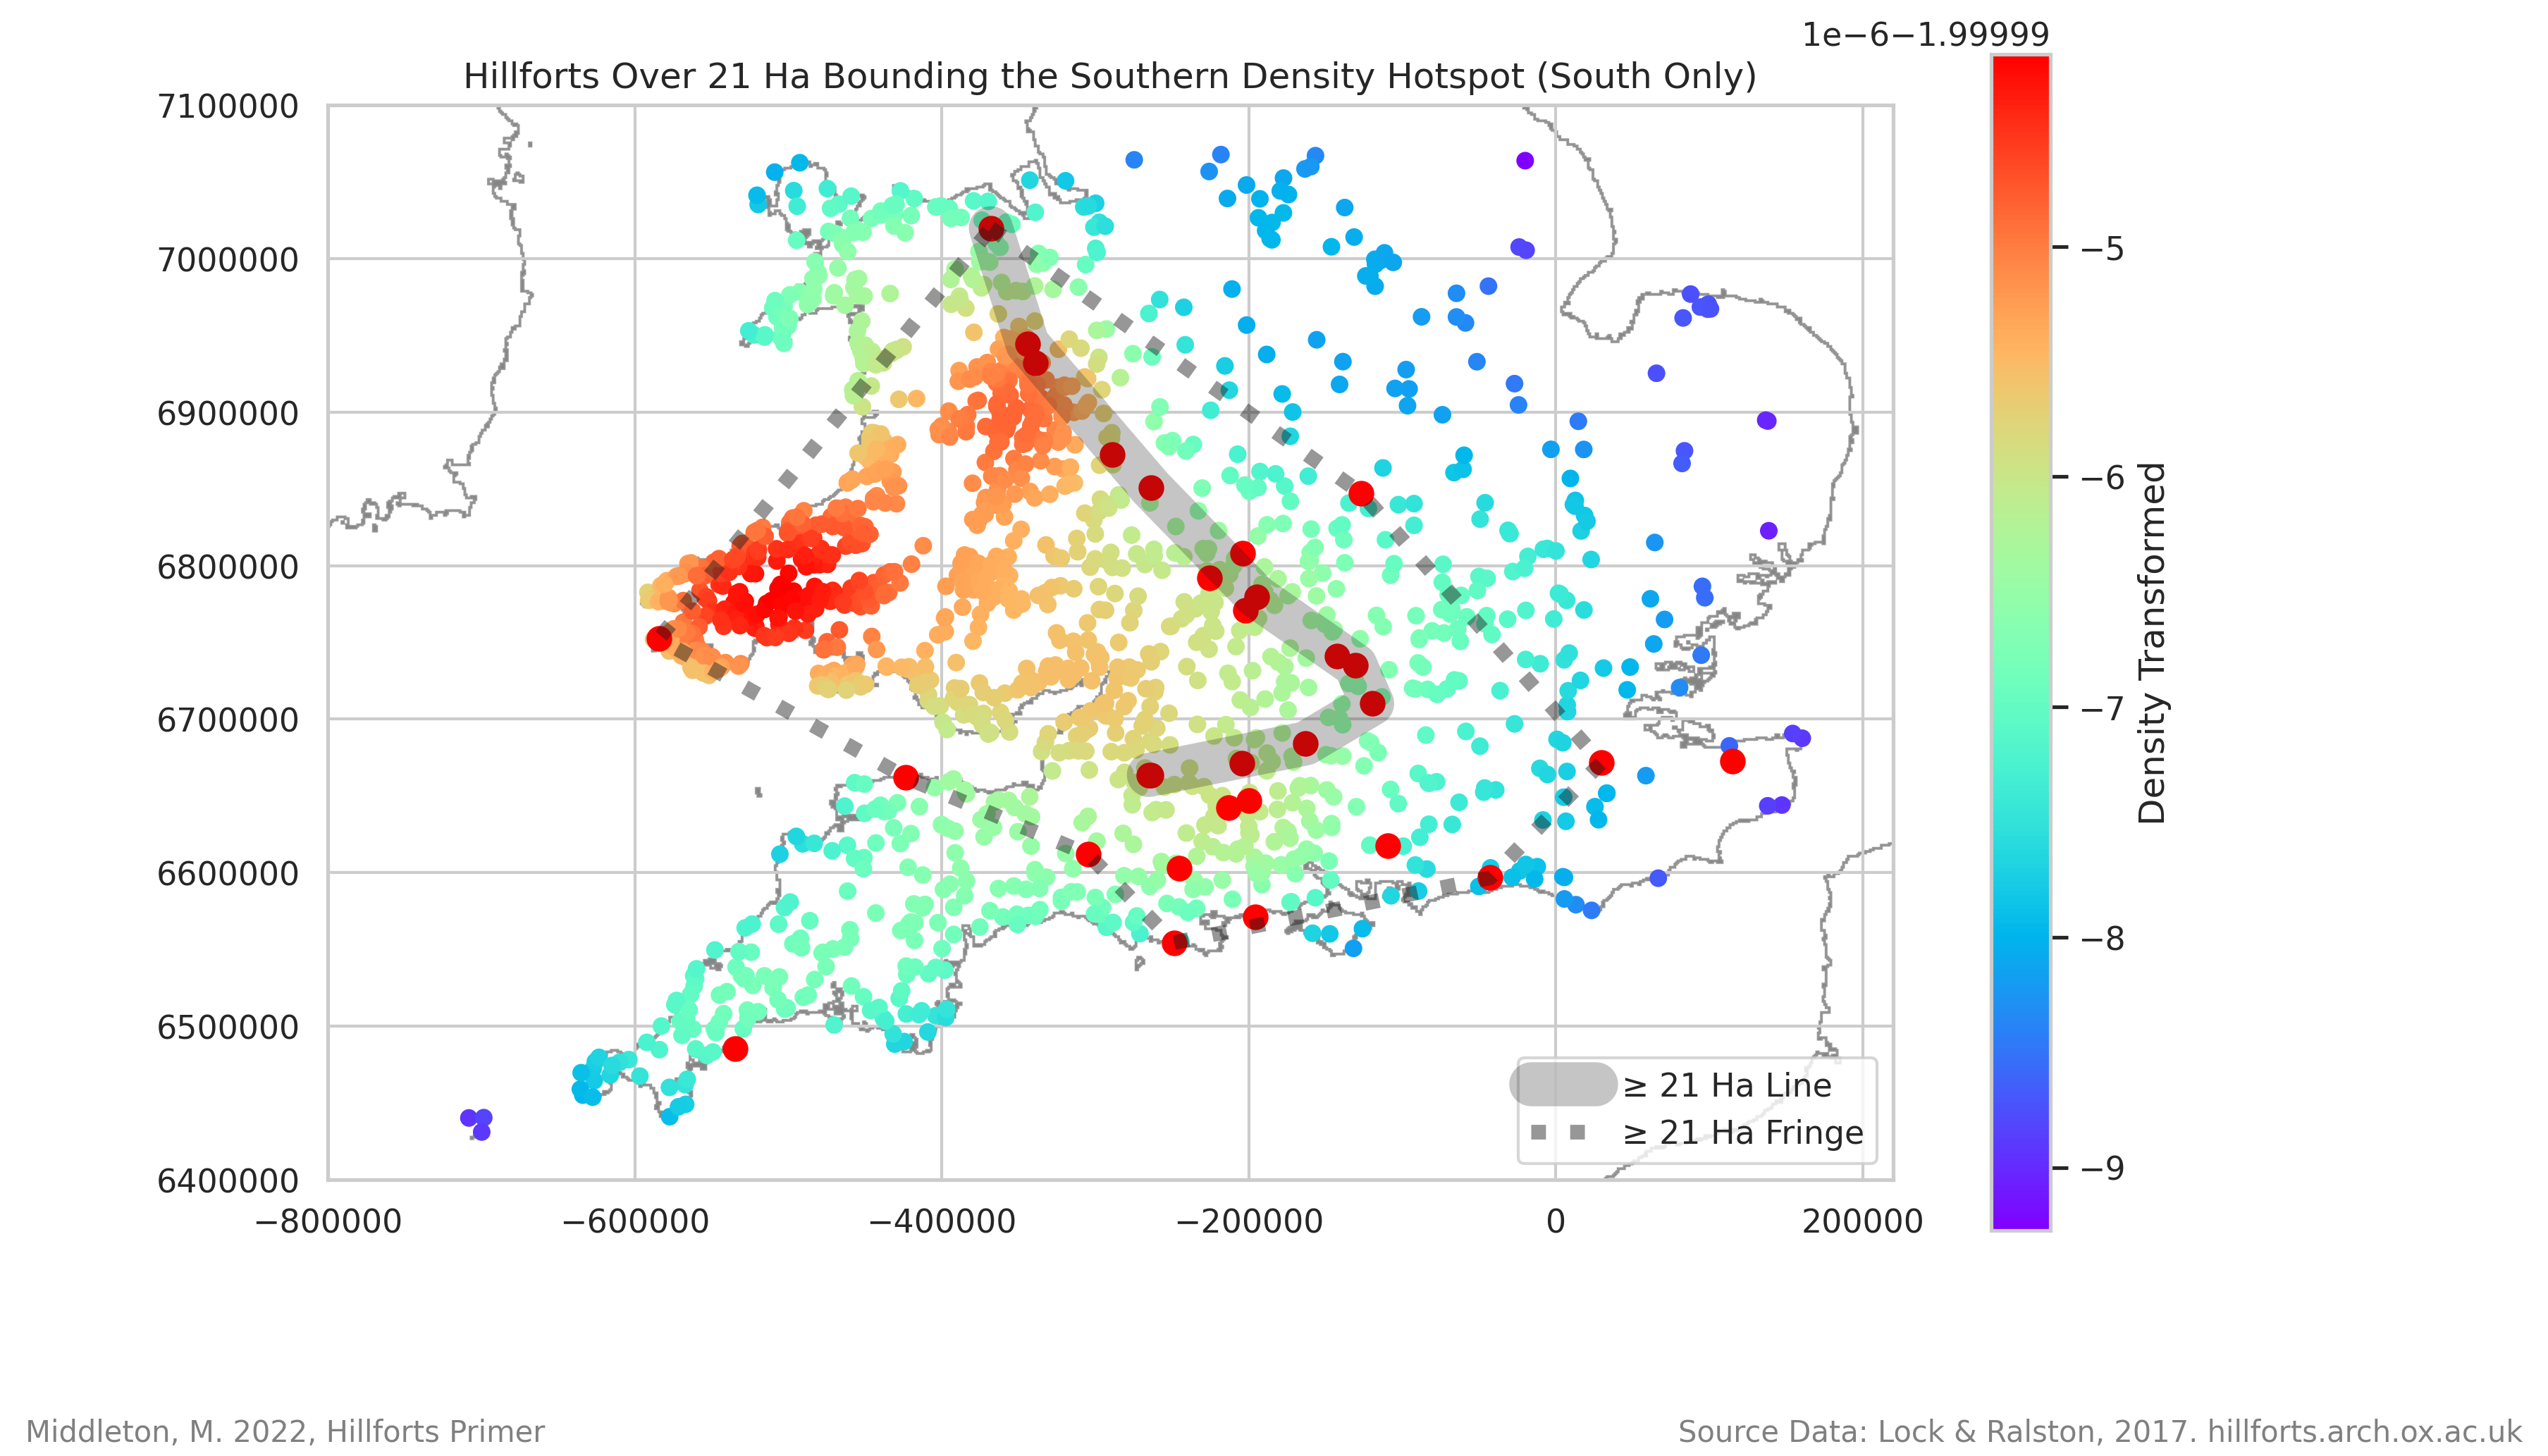 1e−6−1.99999
Hillforts Over 21 Ha Bounding the Southern Density Hotspot (South Only)
7100000
7000000
6900000
6800000
6700000
6600000
6500000
6400000
−800000
−600000
−400000
−200000
0
200000
≥ 21 Ha Line
≥ 21 Ha Fringe
−5
−6
−7
−8
−9
Density Transformed
Middleton, M. 2022, Hillforts Primer
Source Data: Lock & Ralston, 2017. hillforts.arch.ox.ac.uk